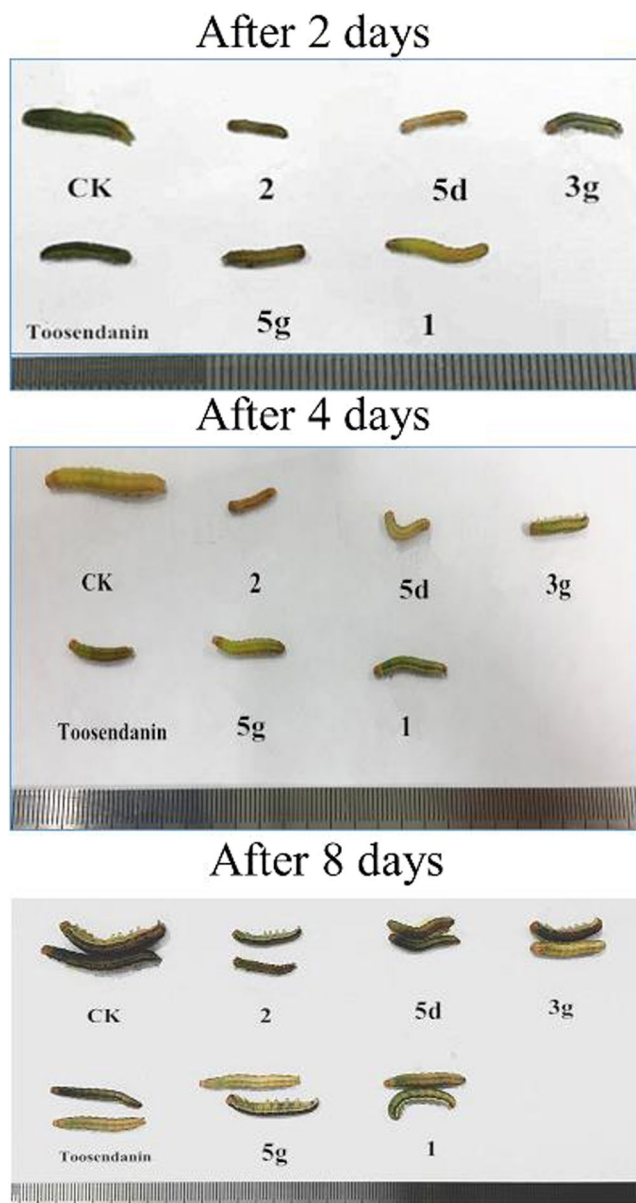 After 2 days
CK 2 5d 3g
Toosendanin 5g 1
After 4 days
CK 2 5d 3g
Toosendanin 5g 1
After 8 days
CK 2 5d 3g
Toosendanin 5g 1